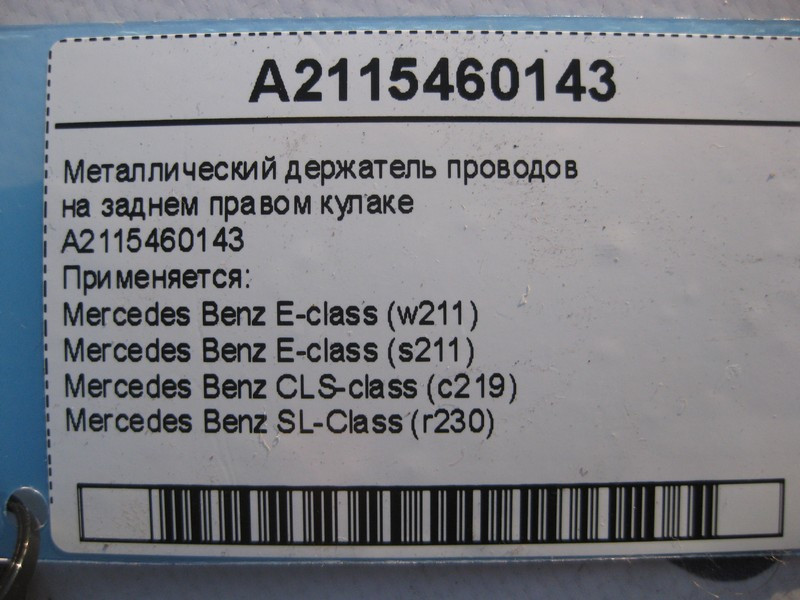 A2115460143
Металлический держатель проводов
на заднем правом кулаке
A2115460143
Применяется:
Mercedes Benz E-class (w211)
Mercedes Benz E-class (s211)
Mercedes Benz CLS-class (c219)
Mercedes Benz SL-Class (r230)